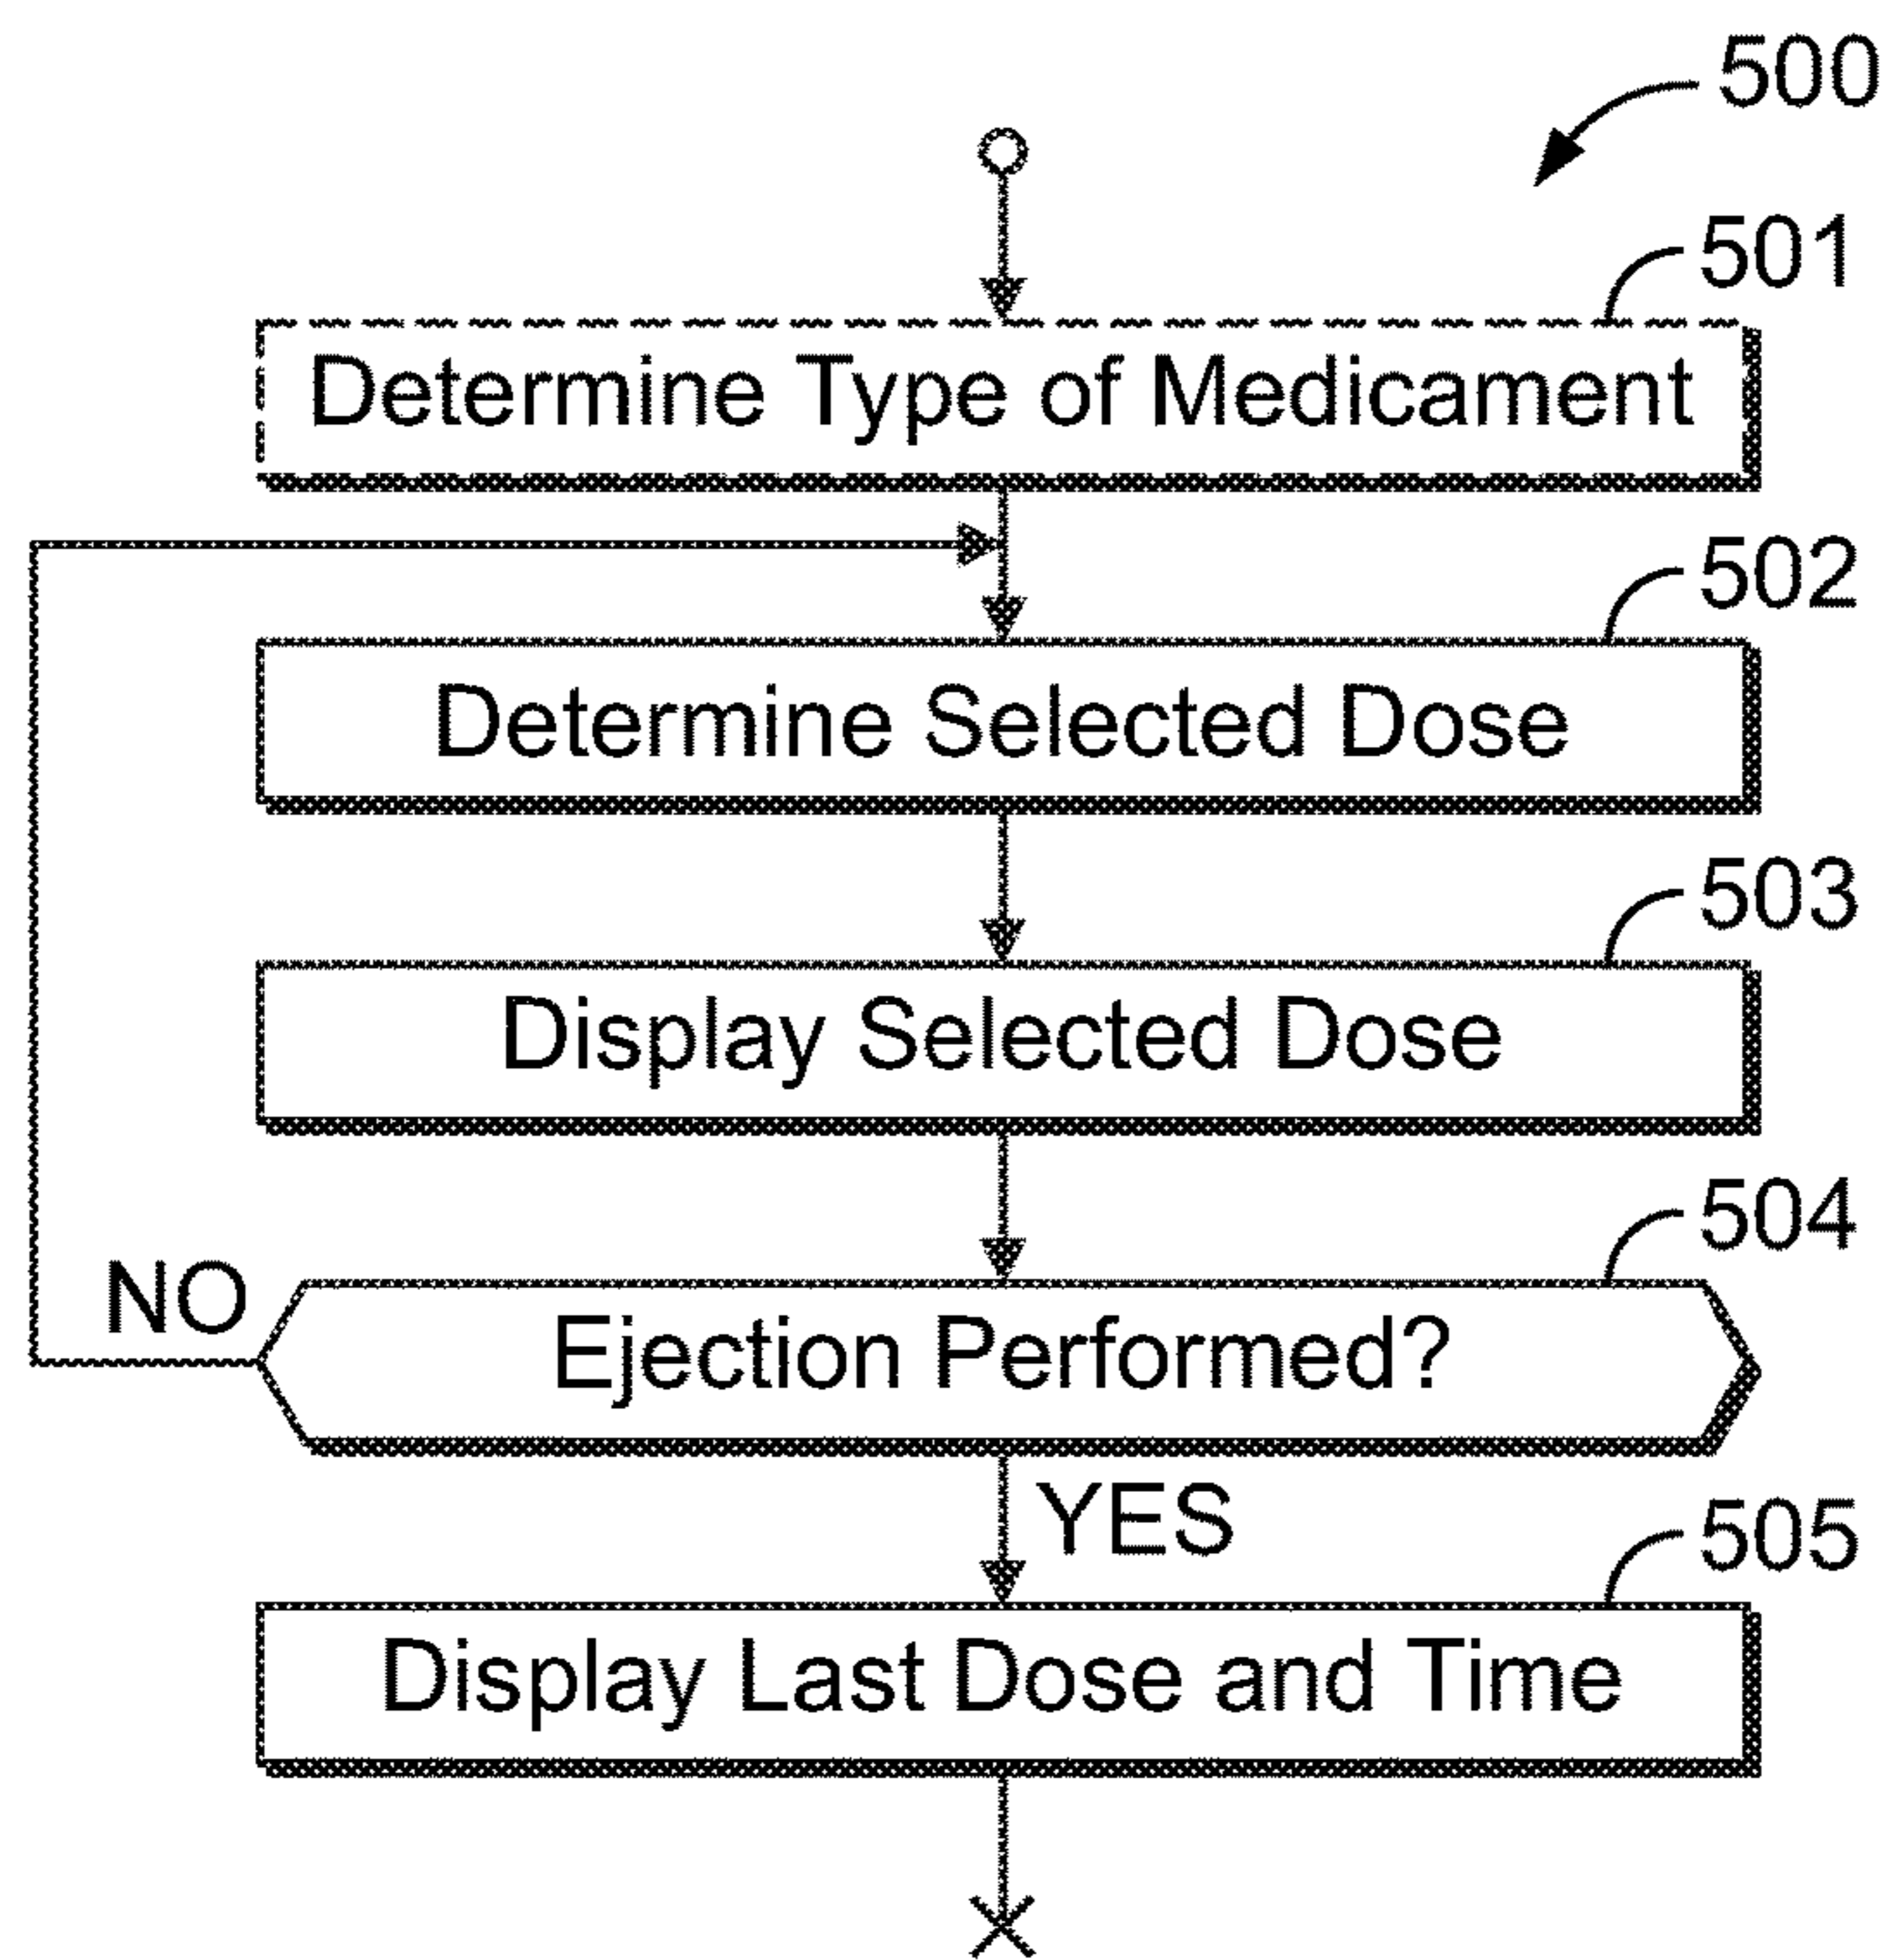 500
501
Determine Type of Medicament
502
Determine Selected Dose
503
Display Selected Dose
504
NO
Ejection Performed?
YES
505
Display Last Dose and Time